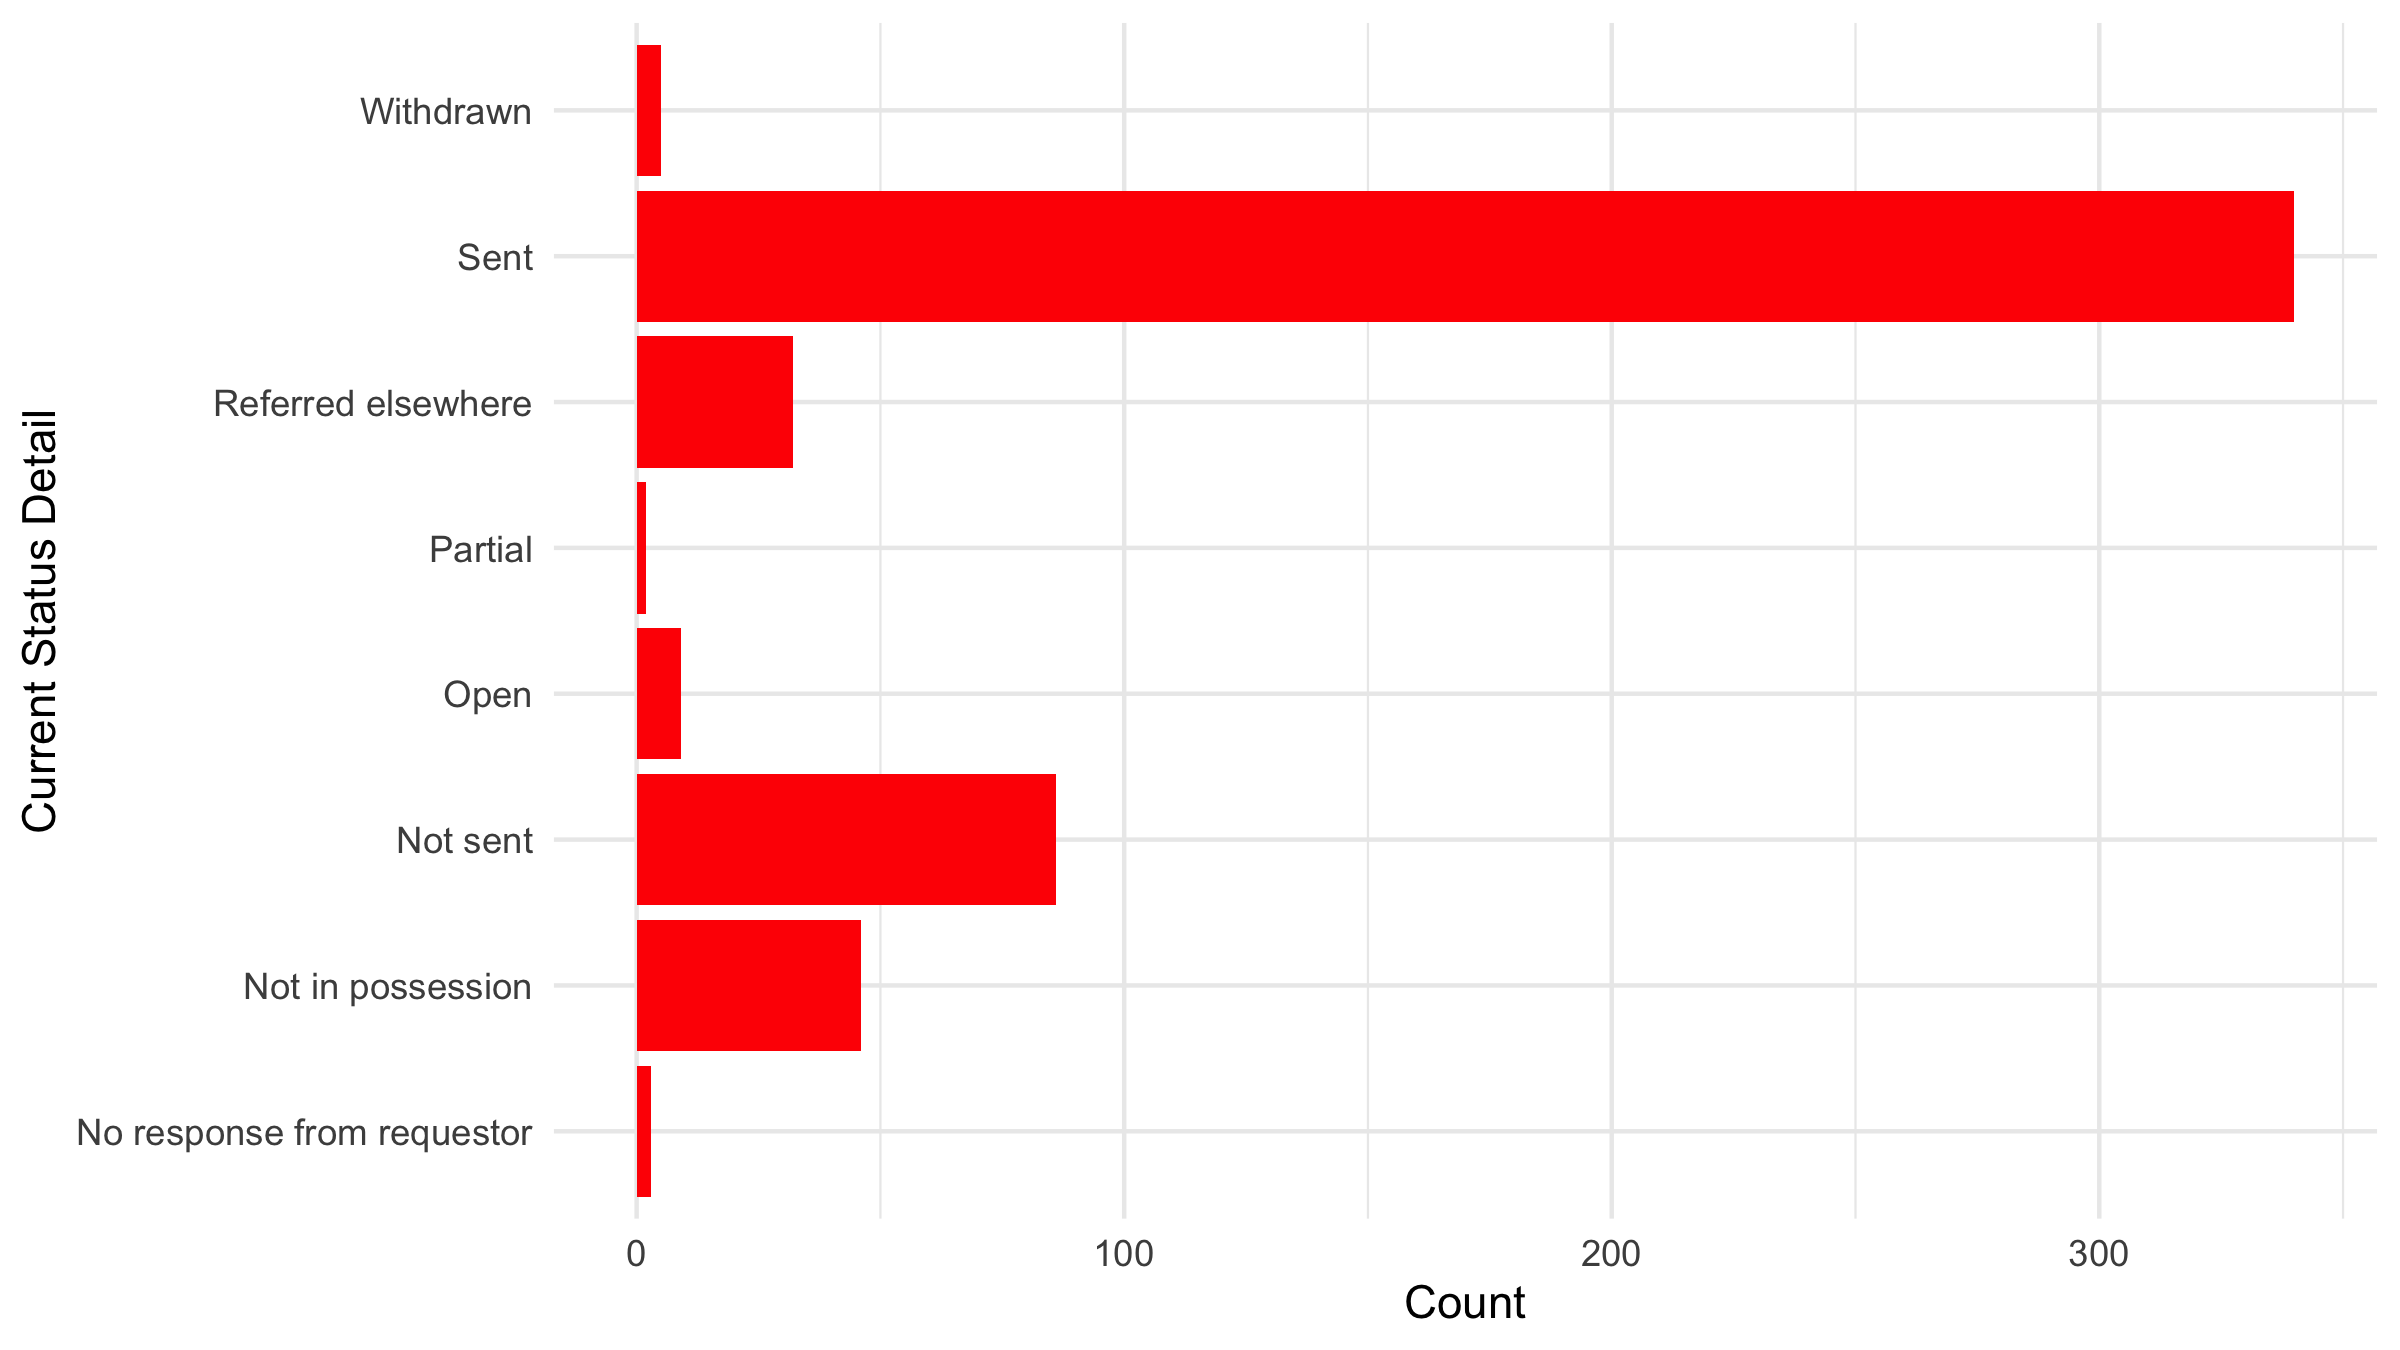 Current Status Detail
Withdrawn
Sent
Referred elsewhere
Partial
Open
Not sent
Not in possession
No response from requestor
0 100 200 300
Count